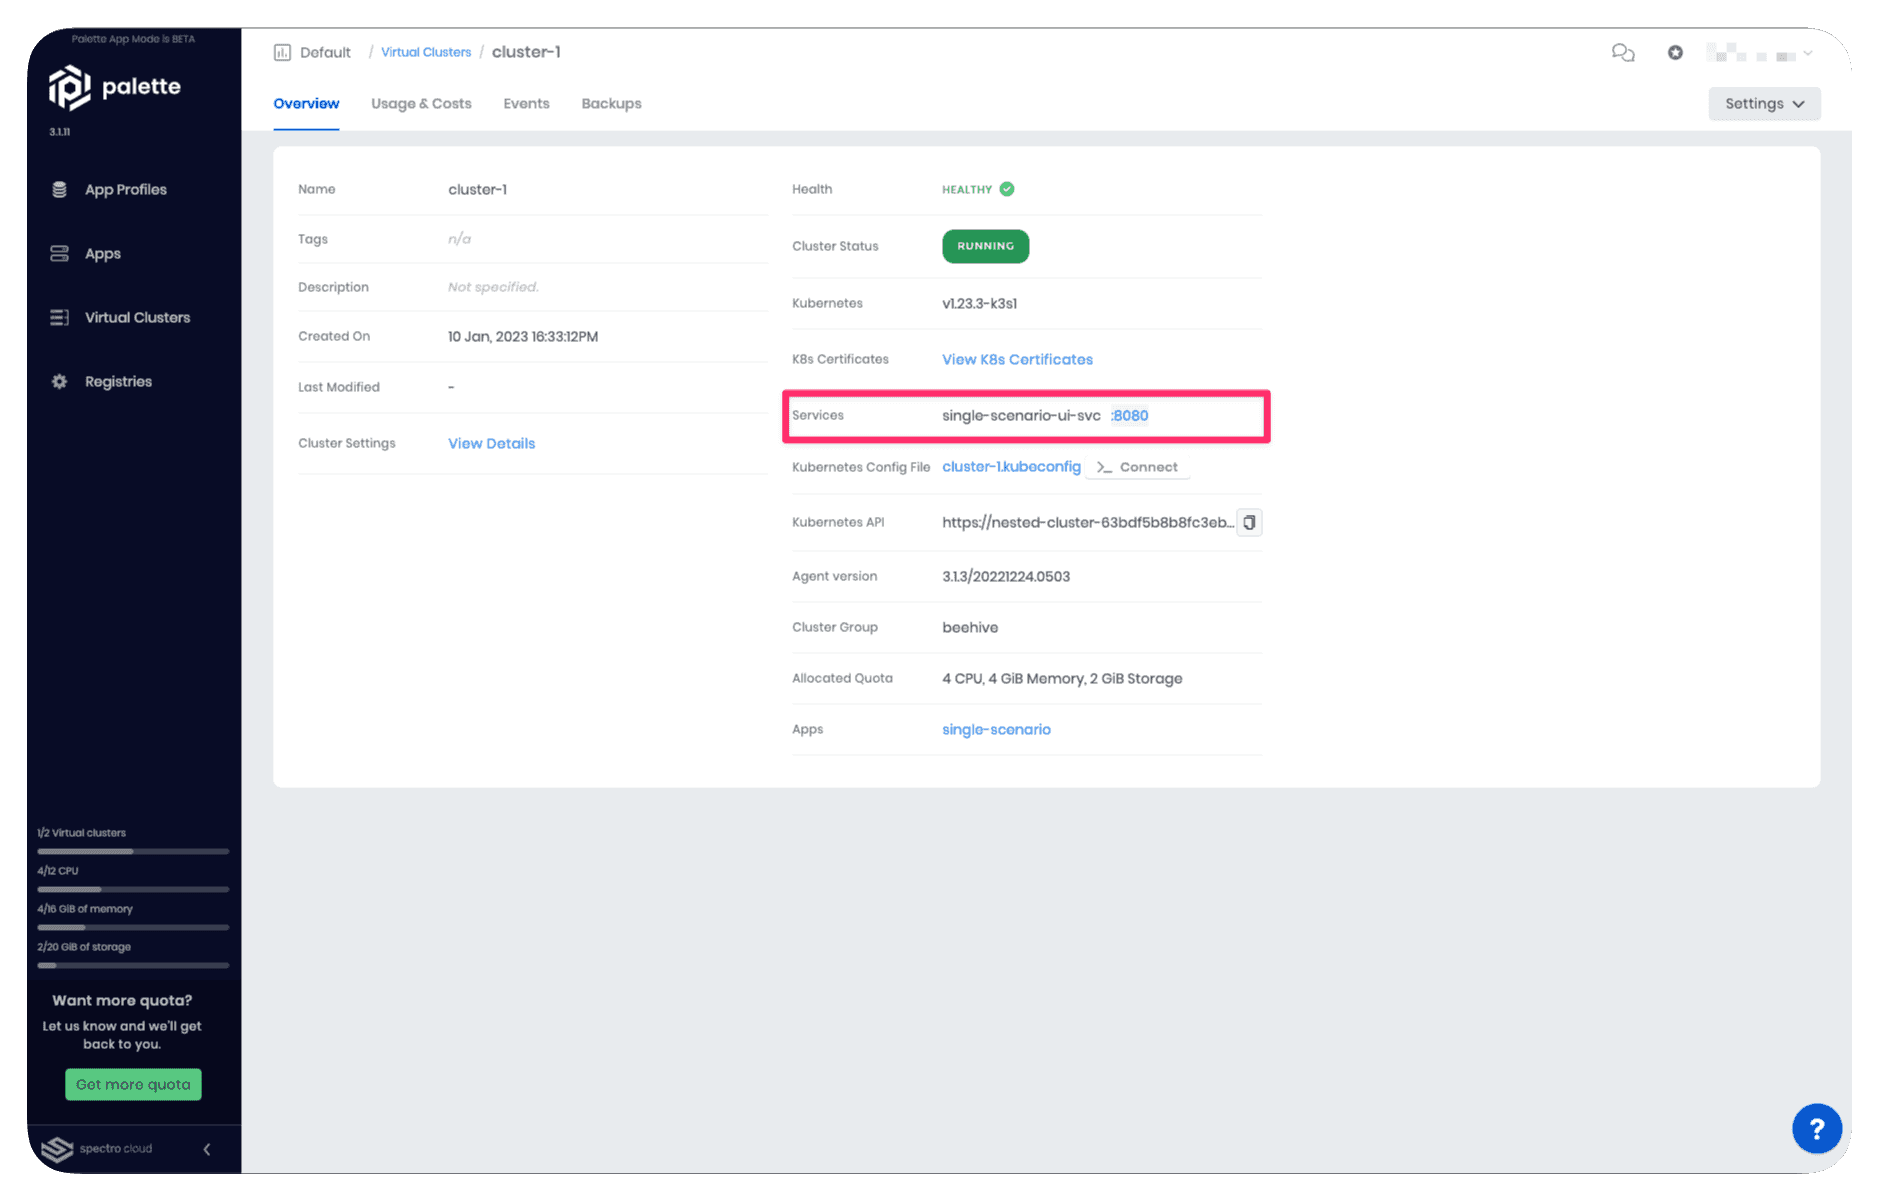 Palette App Mode is BETA
palette
3.1.11
App Profiles
Apps
Virtual Clusters
Registries
1/2 Virtual clusters
4/12 CPU
4/16 GiB of memory
2/20 GiB of storage
Want more quota?
Let us know and we'll get
back to you.
Get more quota
spectro cloud
Default / Virtual Clusters / cluster-1
Overview Usage & Costs Events Backups
Settings
Name cluster-1
Tags n/a
Description Not specified.
Created On 10 Jan, 2023 16:33:12PM
Last Modified -
Cluster Settings View Details
Health HEALTHY
Cluster Status RUNNING
Kubernetes v1.23.3-k3s1
K8s Certificates View K8s Certificates
Services single-scenario-ui-svc :8080
Kubernetes Config File cluster-1.kubeconfig >_ Connect
Kubernetes API https://nested-cluster-63bdf5b8b8fc3eb...
Agent version 3.1.3/20221224.0503
Cluster Group beehive
Allocated Quota 4 CPU, 4 GiB Memory, 2 GiB Storage
Apps single-scenario
?